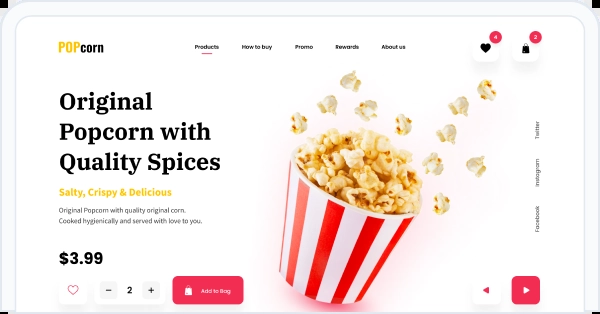 POPcorn
Products How to buy Promo Rewards About us
4
2
Original
Popcorn with
Quality Spices
Salty, Crispy & Delicious
Original Popcorn with quality original corn.
Cooked hygienically and served with love to you.
$3.99
2
Add to Bag
Twitter
Instagram
Facebook